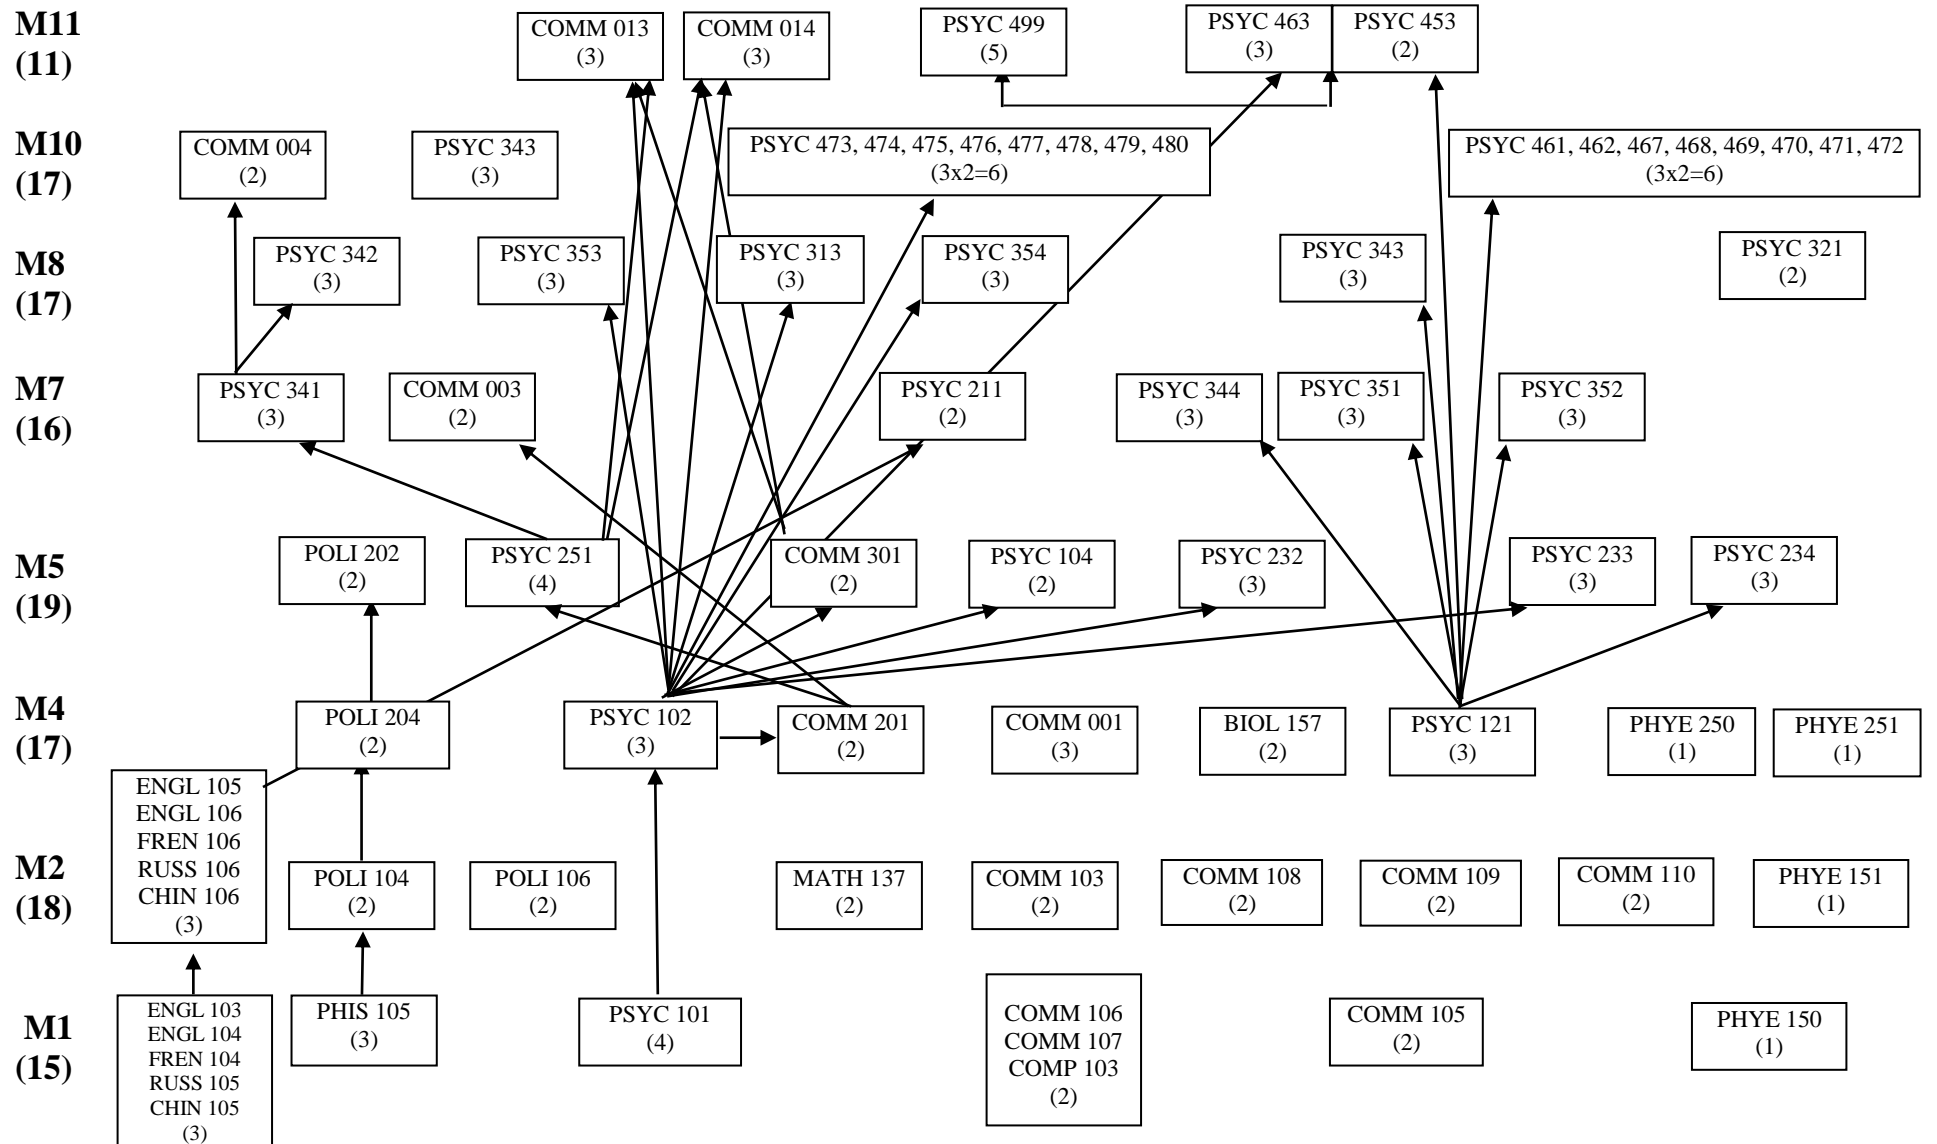 M11
(11)
COMM 013
(3)
COMM 014
(3)
PSYC 499
(5)
PSYC 463
(3)
PSYC 453
(2)
M10
(17)
COMM 004
(2)
PSYC 343
(3)
PSYC 473, 474, 475, 476, 477, 478, 479, 480
(3x2=6)
PSYC 461, 462, 467, 468, 469, 470, 471, 472
(3x2=6)
M8
(17)
PSYC 342
(3)
PSYC 353
(3)
PSYC 313
(3)
PSYC 354
(3)
PSYC 343
(3)
PSYC 321
(2)
M7
(16)
PSYC 341
(3)
COMM 003
(2)
PSYC 211
(2)
PSYC 344
(3)
PSYC 351
(3)
PSYC 352
(3)
M5
(19)
POLI 202
(2)
PSYC 251
(4)
COMM 301
(2)
PSYC 104
(2)
PSYC 232
(3)
PSYC 233
(3)
PSYC 234
(3)
M4
(17)
POLI 204
(2)
PSYC 102
(3)
COMM 201
(2)
COMM 001
(3)
BIOL 157
(2)
PSYC 121
(3)
PHYE 250
(1)
PHYE 251
(1)
M2
(18)
ENGL 105
ENGL 106
FREN 106
RUSS 106
CHIN 106
(3)
POLI 104
(2)
POLI 106
(2)
MATH 137
(2)
COMM 103
(2)
COMM 108
(2)
COMM 109
(2)
COMM 110
(2)
PHYE 151
(1)
M1
(15)
ENGL 103
ENGL 104
FREN 104
RUSS 105
CHIN 105
(3)
PHIS 105
(3)
PSYC 101
(4)
COMM 106
COMM 107
COMP 103
(2)
COMM 105
(2)
PHYE 150
(1)